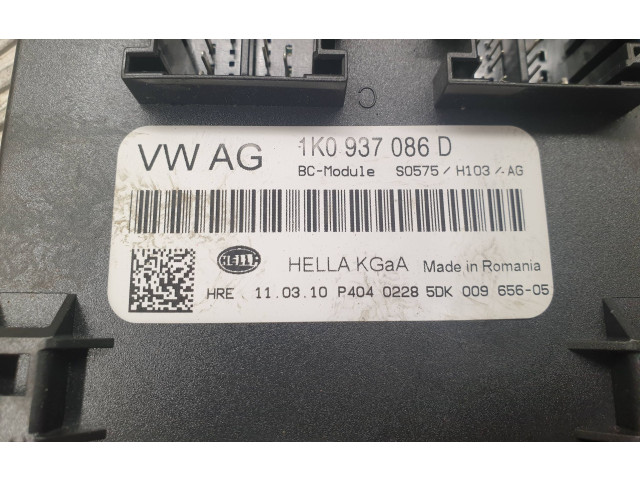 VW AG 1K0 937 086 D
BC-Module S0575 / H103 / AG
HELLA HELLA KGaA Made in Romania
HRE 11.03.10 P404 0228 5DK 009 656-05